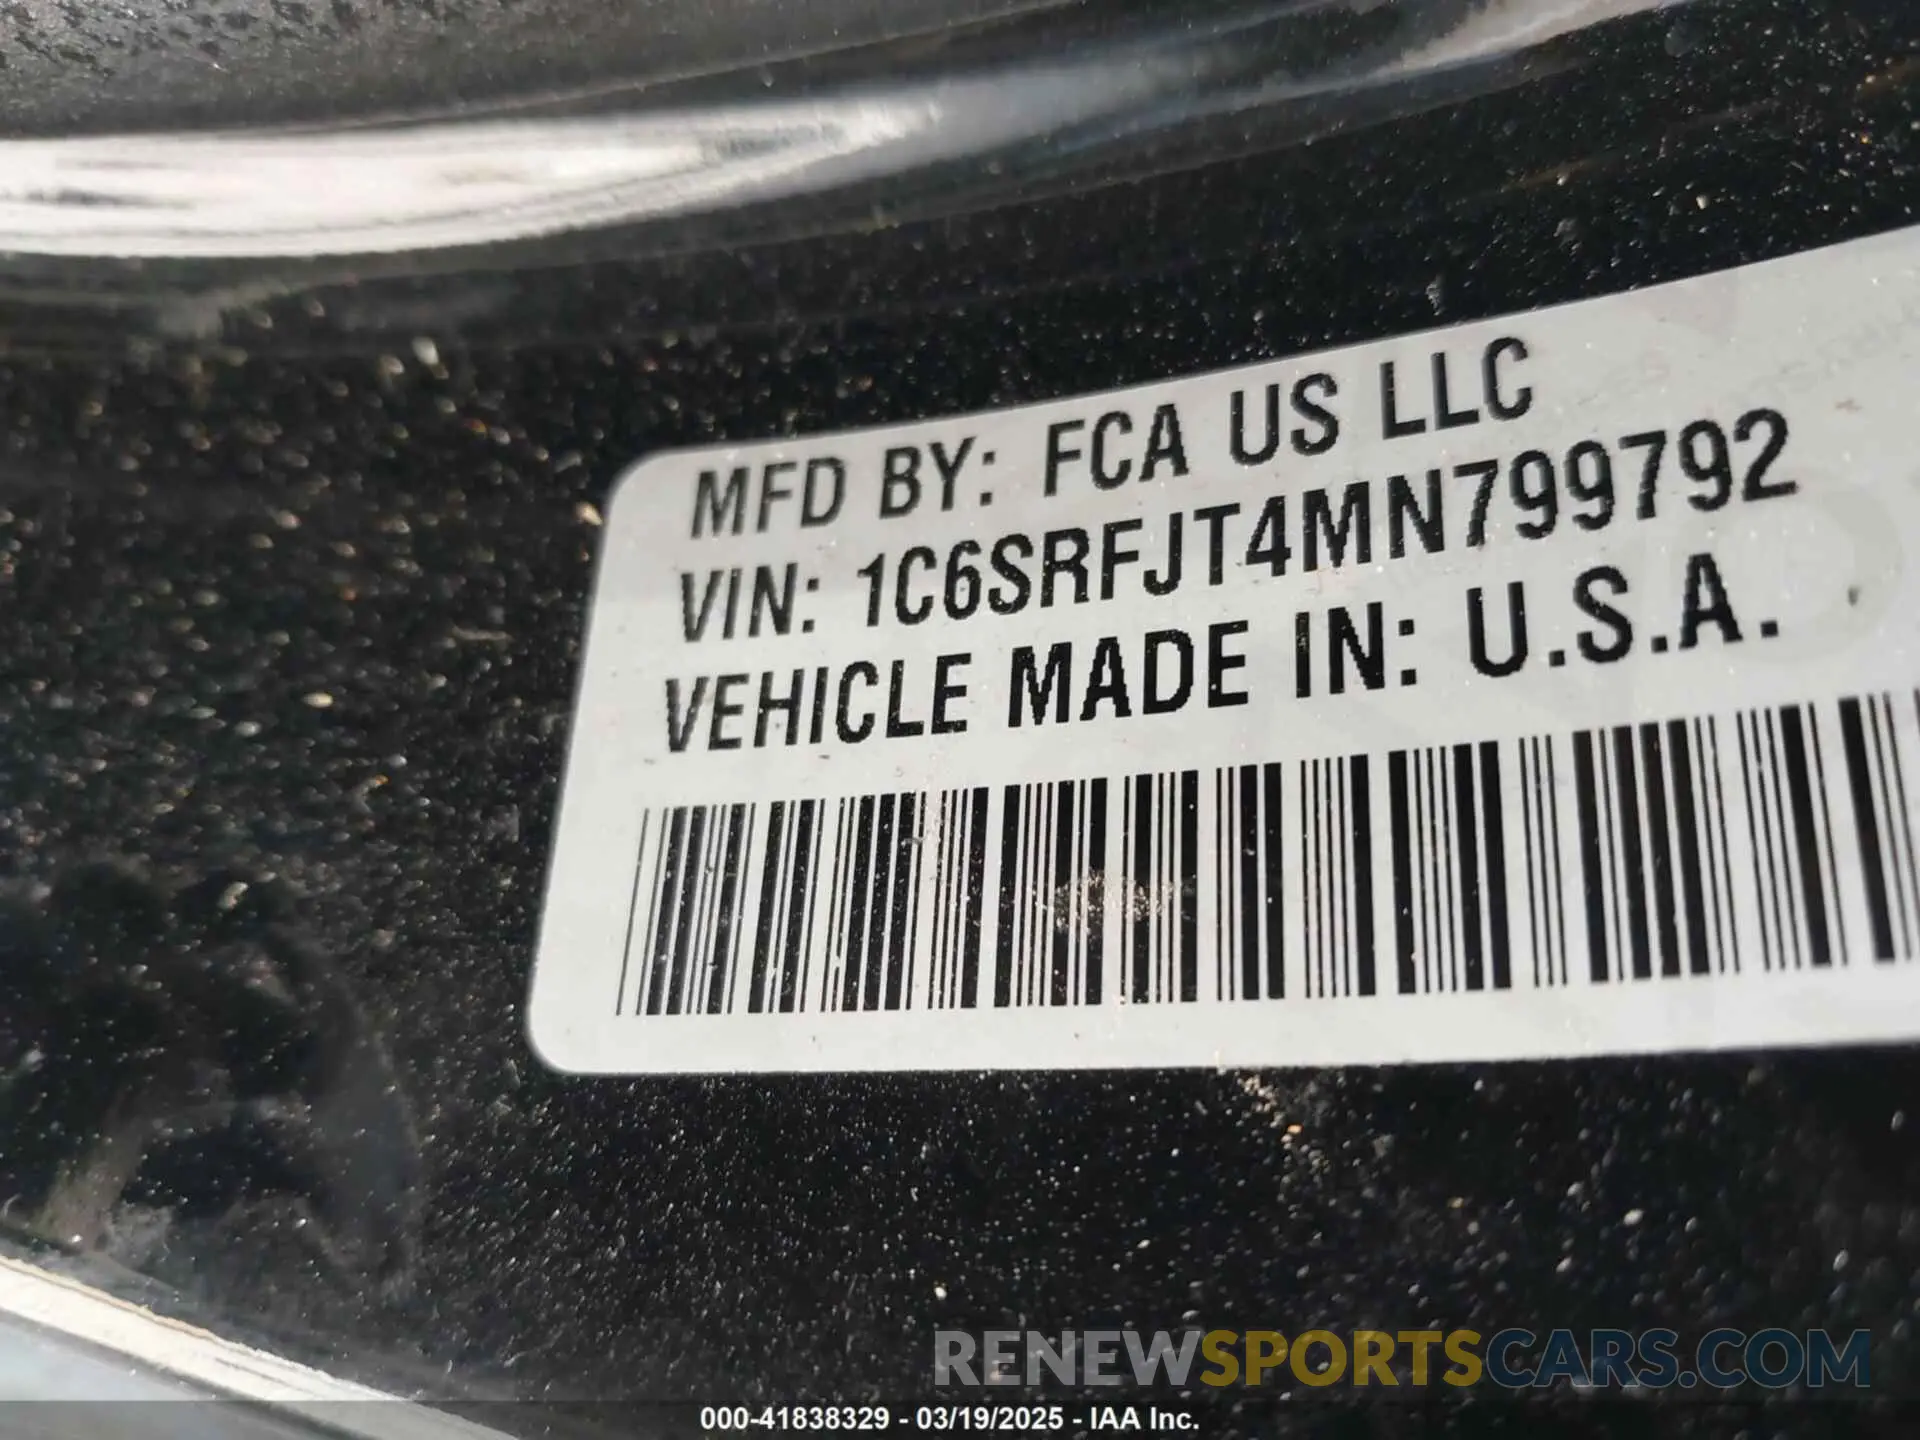 MFD BY: FCA US LLC
VIN: 1C6SRFJT4MN799792
VEHICLE MADE IN: U.S.A.
RENEWSPORTSCARS.COM
000-41838329 - 03/19/2025 - IAA Inc.